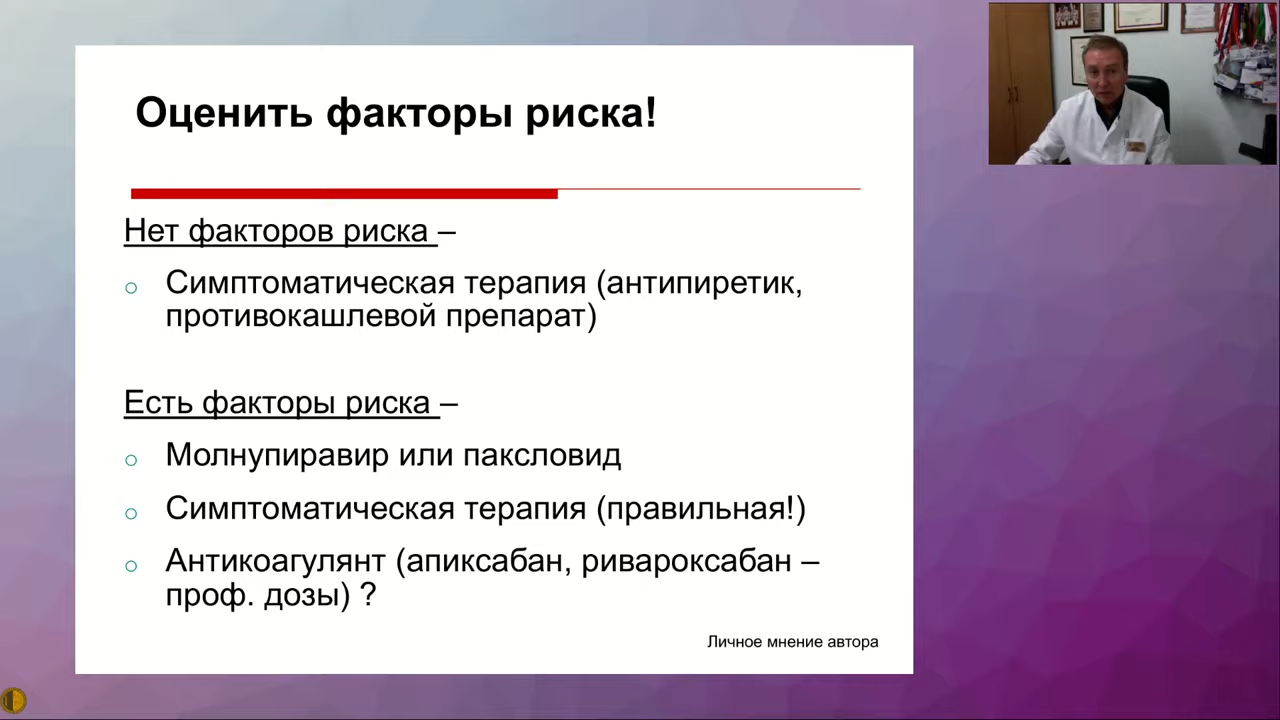 Оценить факторы риска!
Нет факторов риска –
Симптоматическая терапия (антипиретик,
противокашлевой препарат)
Есть факторы риска –
Молнупиравир или паксловид
Симптоматическая терапия (правильная!)
Антикоагулянт (апиксабан, ривароксабан –
проф. дозы) ?
Личное мнение автора